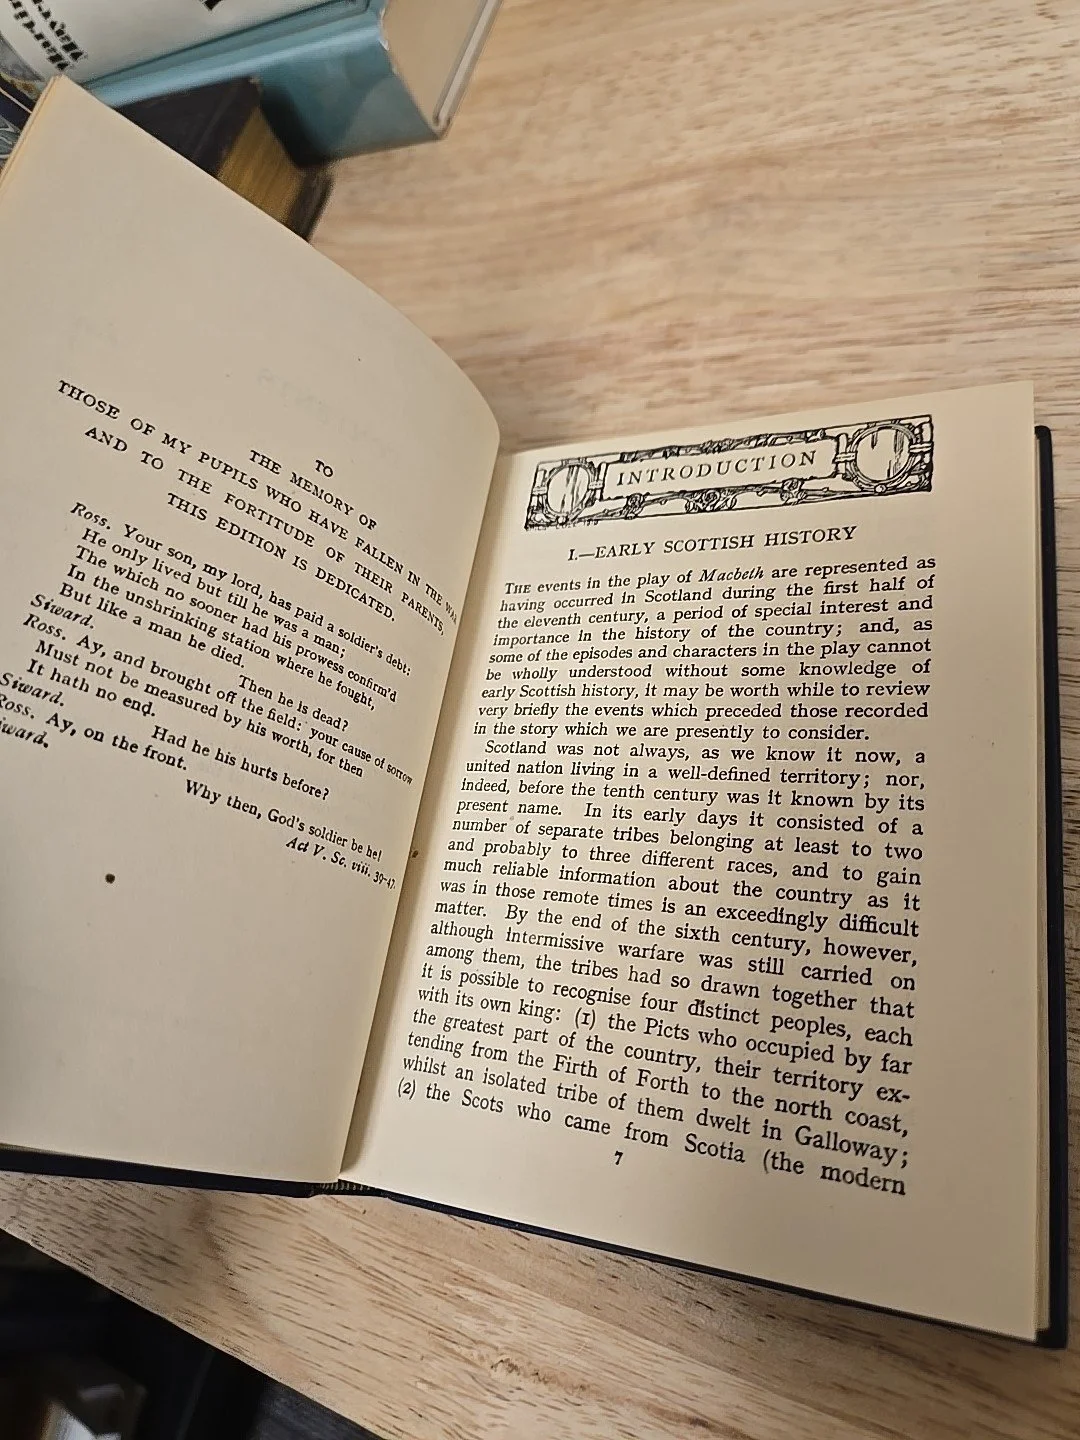 TO
THE MEMORY OF
THOSE OF MY PUPILS WHO HAVE FALLEN IN THE WAR
AND TO THE FORTITUDE OF THEIR PARENTS,
THIS EDITION IS DEDICATED.
Ross. Your son, my lord, has paid a soldier's debt:
He only lived but till he was a man;
The which no sooner had his prowess confirm'd
In the unshrinking station where he fought,
But like a man he died.
Siward. Then he is dead?
Ross. Ay, and brought off the field: your cause of sorrow
Must not be measured by his worth, for then
It hath no end.
Siward. Had he his hurts before?
Ross. Ay, on the front.
Siward. Why then, God's soldier be he!
Act V. Sc. viii. 39-47.
INTRODUCTION
I.—EARLY SCOTTISH HISTORY
THE events in the play of Macbeth are represented as
having occurred in Scotland during the first half of
the eleventh century, a period of special interest and
importance in the history of the country; and, as
some of the episodes and characters in the play cannot
be wholly understood without some knowledge of
early Scottish history, it may be worth while to review
very briefly the events which preceded those recorded
in the story which we are presently to consider.
Scotland was not always, as we know it now, a
united nation living in a well-defined territory; nor,
indeed, before the tenth century was it known by its
present name. In its early days it consisted of a
number of separate tribes belonging at least to two
and probably to three different races, and to gain
much reliable information about the country as it
was in those remote times is an exceedingly difficult
matter. By the end of the sixth century, however,
although intermissive warfare was still carried on
among them, the tribes had so drawn together that
it is possible to recognise four distinct peoples, each
with its own king: (1) the Picts who occupied by far
the greatest part of the country, their territory ex-
tending from the Firth of Forth to the north coast,
whilst an isolated tribe of them dwelt in Galloway;
(2) the Scots who came from Scotia (the modern
7